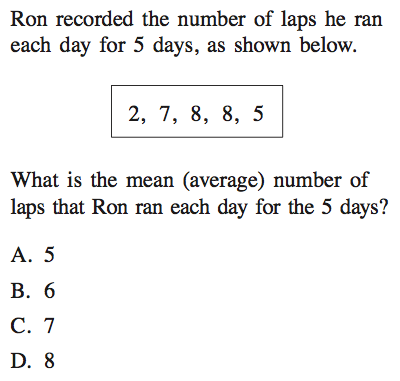 Ron recorded the number of laps he ran
each day for 5 days, as shown below.
2, 7, 8, 8, 5
What is the mean (average) number of
laps that Ron ran each day for the 5 days?
A. 5
B. 6
C. 7
D. 8